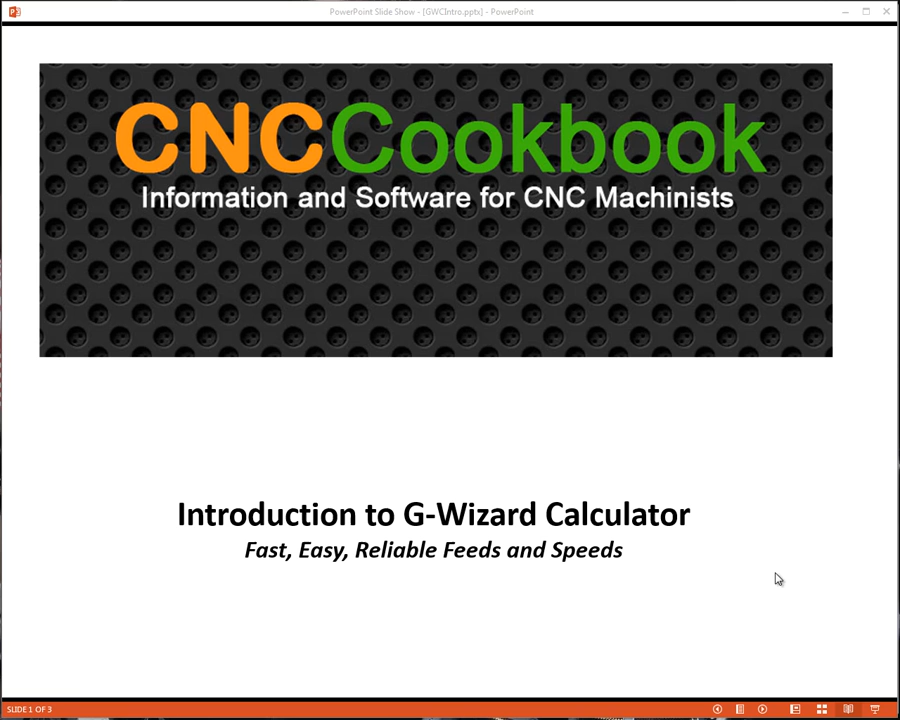 PowerPoint Slide Show - [GWCIntro.pptx] - PowerPoint
CNCCookbook
Information and Software for CNC Machinists
Introduction to G-Wizard Calculator
Fast, Easy, Reliable Feeds and Speeds
SLIDE 1 OF 3